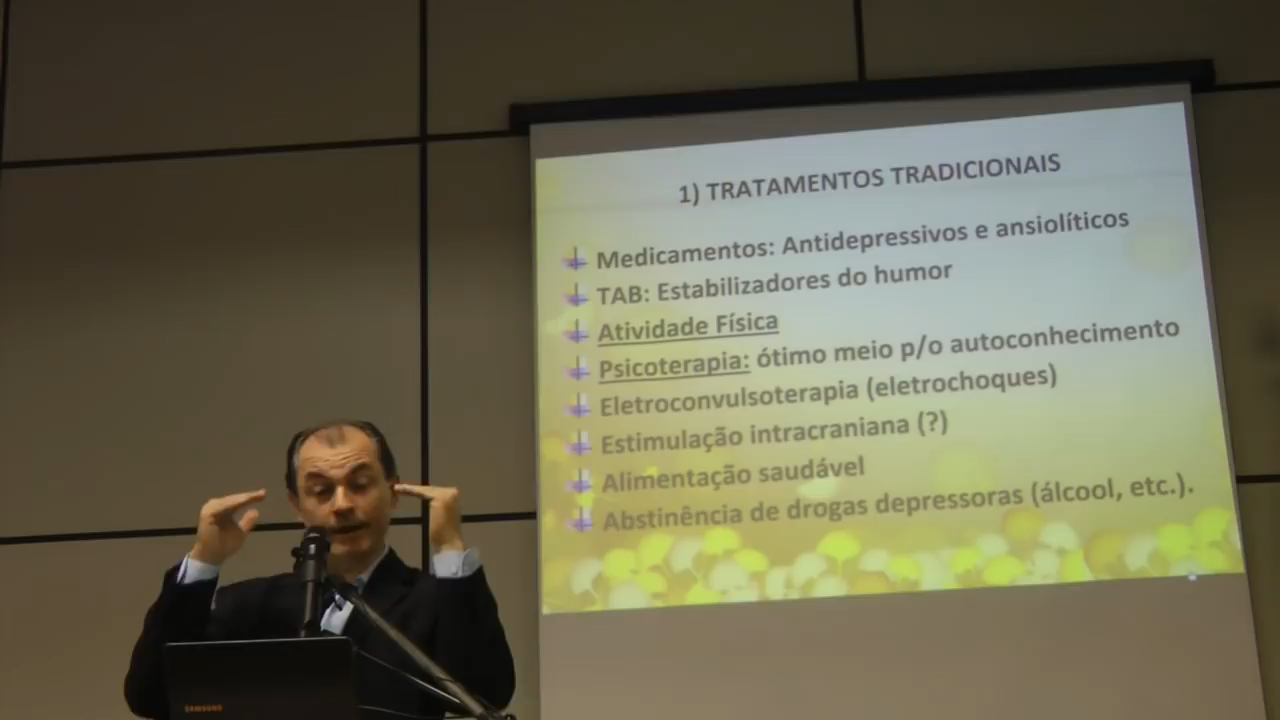 1) TRATAMENTOS TRADICIONAIS
Medicamentos: Antidepressivos e ansiolíticos
TAB: Estabilizadores do humor
Atividade Física
Psicoterapia: ótimo meio p/o autoconhecimento
Eletroconvulsoterapia (eletrochoques)
Estimulação intracraniana (?)
Alimentação saudável
Abstinência de drogas depressoras (álcool, etc.).
SAMSUNG